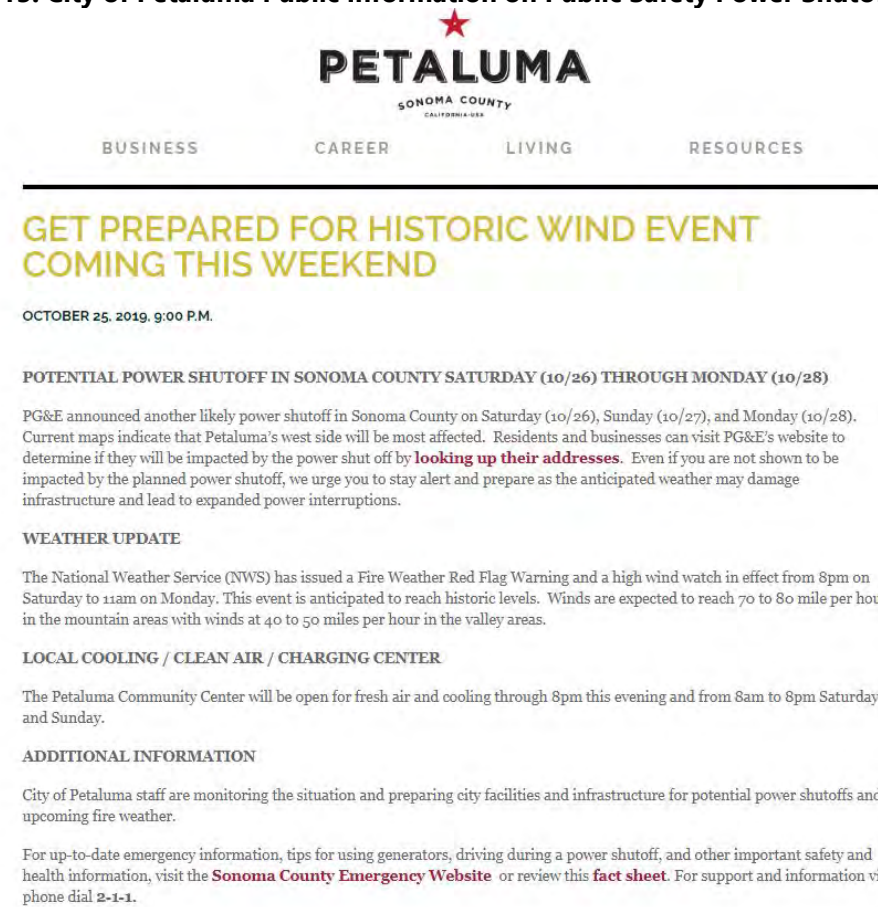 City of Petaluma Public Information on Public Safety Power
PETALUMA
SONOMA COUNTY
CALIFORNIA·USA
BUSINESS CAREER LIVING RESOURCES
GET PREPARED FOR HISTORIC WIND EVENT
COMING THIS WEEKEND
OCTOBER 25, 2019, 9:00 P.M.
POTENTIAL POWER SHUTOFF IN SONOMA COUNTY SATURDAY (10/26) THROUGH MONDAY (10/28)
PG&E announced another likely power shutoff in Sonoma County on Saturday (10/26), Sunday (10/27), and Monday (10/28).
Current maps indicate that Petaluma's west side will be most affected.  Residents and businesses can visit PG&E's website to
determine if they will be impacted by the power shut off by looking up their addresses.  Even if you are not shown to be
impacted by the planned power shutoff, we urge you to stay alert and prepare as the anticipated weather may damage
infrastructure and lead to expanded power interruptions.
WEATHER UPDATE
The National Weather Service (NWS) has issued a Fire Weather Red Flag Warning and a high wind watch in effect from 8pm on
Saturday to 11am on Monday. This event is anticipated to reach historic levels.  Winds are expected to reach 70 to 80 mile per
in the mountain areas with winds at 40 to 50 miles per hour in the valley areas.
LOCAL COOLING / CLEAN AIR / CHARGING CENTER
The Petaluma Community Center will be open for fresh air and cooling through 8pm this evening and from 8am to 8pm Saturday
and Sunday.
ADDITIONAL INFORMATION
City of Petaluma staff are monitoring the situation and preparing city facilities and infrastructure for potential power shutoffs and
upcoming fire weather.
For up-to-date emergency information, tips for using generators, driving during a power shutoff, and other important safety and
health information, visit the Sonoma County Emergency Website or review this fact sheet. For support and information
phone dial 2-1-1.